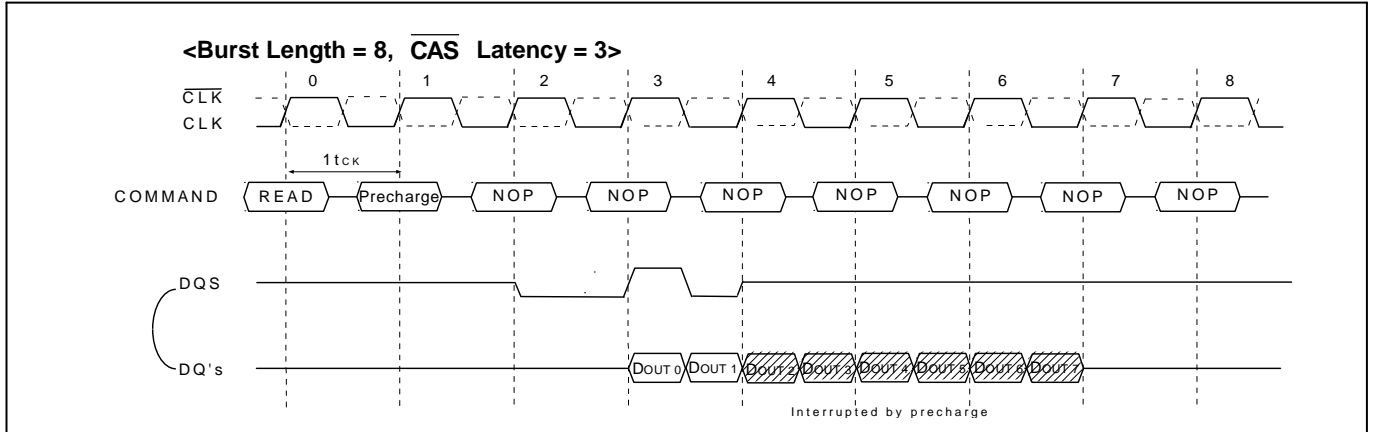 <Burst Length = 8, CAS Latency = 3>
0 1 2 3 4 5 6 7 8
CLK
CLK
1tCK
COMMAND READ Precharge NOP NOP NOP NOP NOP NOP NOP
DQS
DQ's DOUT 0 DOUT 1 DOUT 2 DOUT 3 DOUT 4 DOUT 5 DOUT 6 DOUT 7
Interrupted by precharge